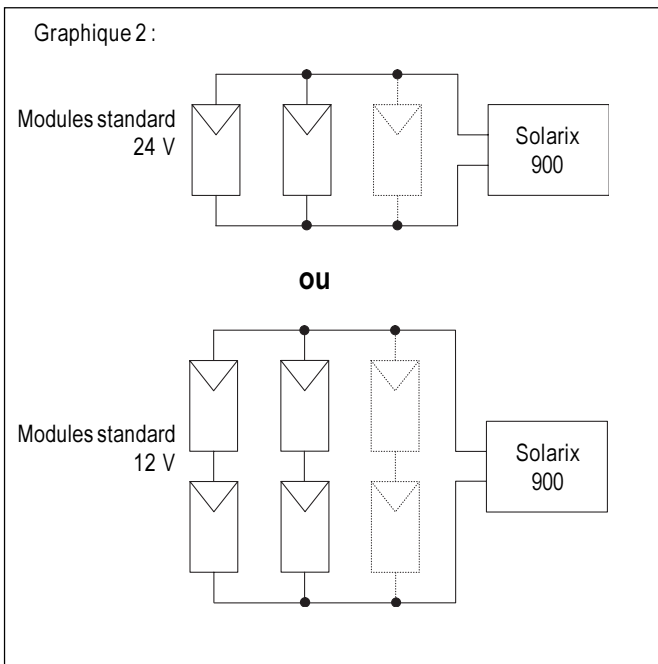 Graphique 2 :
Modules standard
24 V
Solarix
900
ou
Modules standard
12 V
Solarix
900